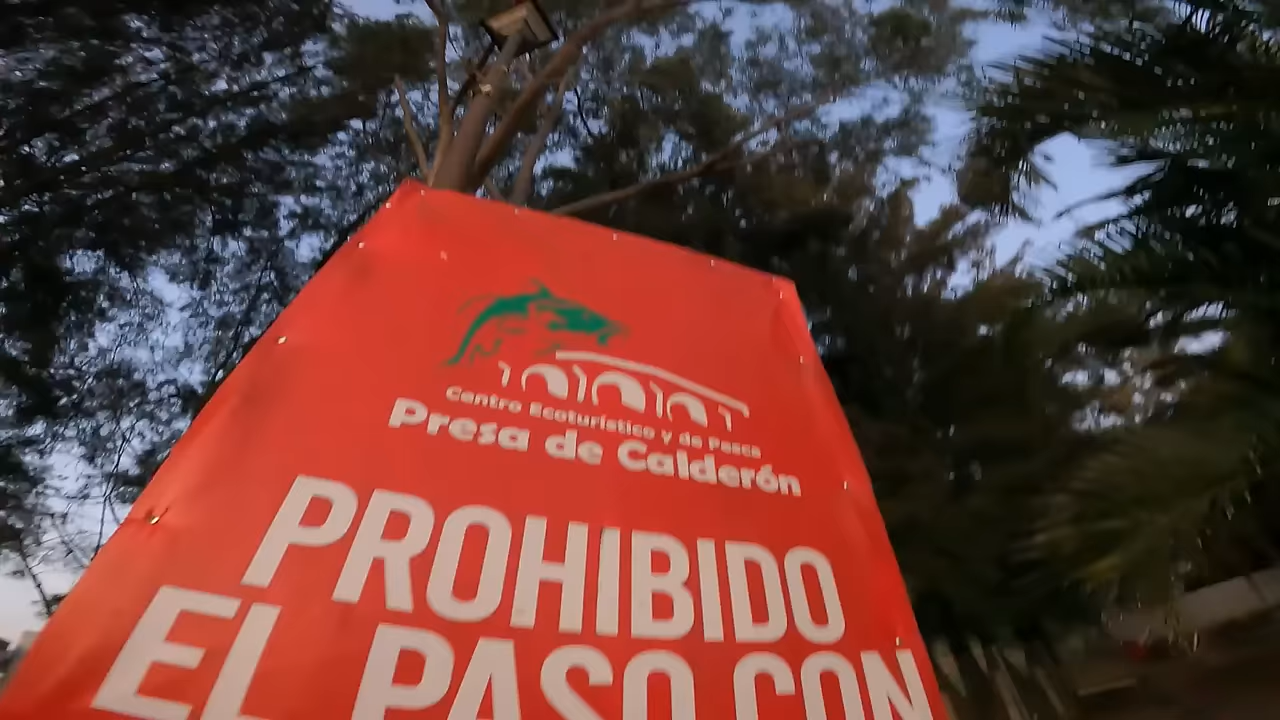 Centro Ecoturístico y de Pesca
Presa de Calderón
PROHIBIDO
EL PASO CON